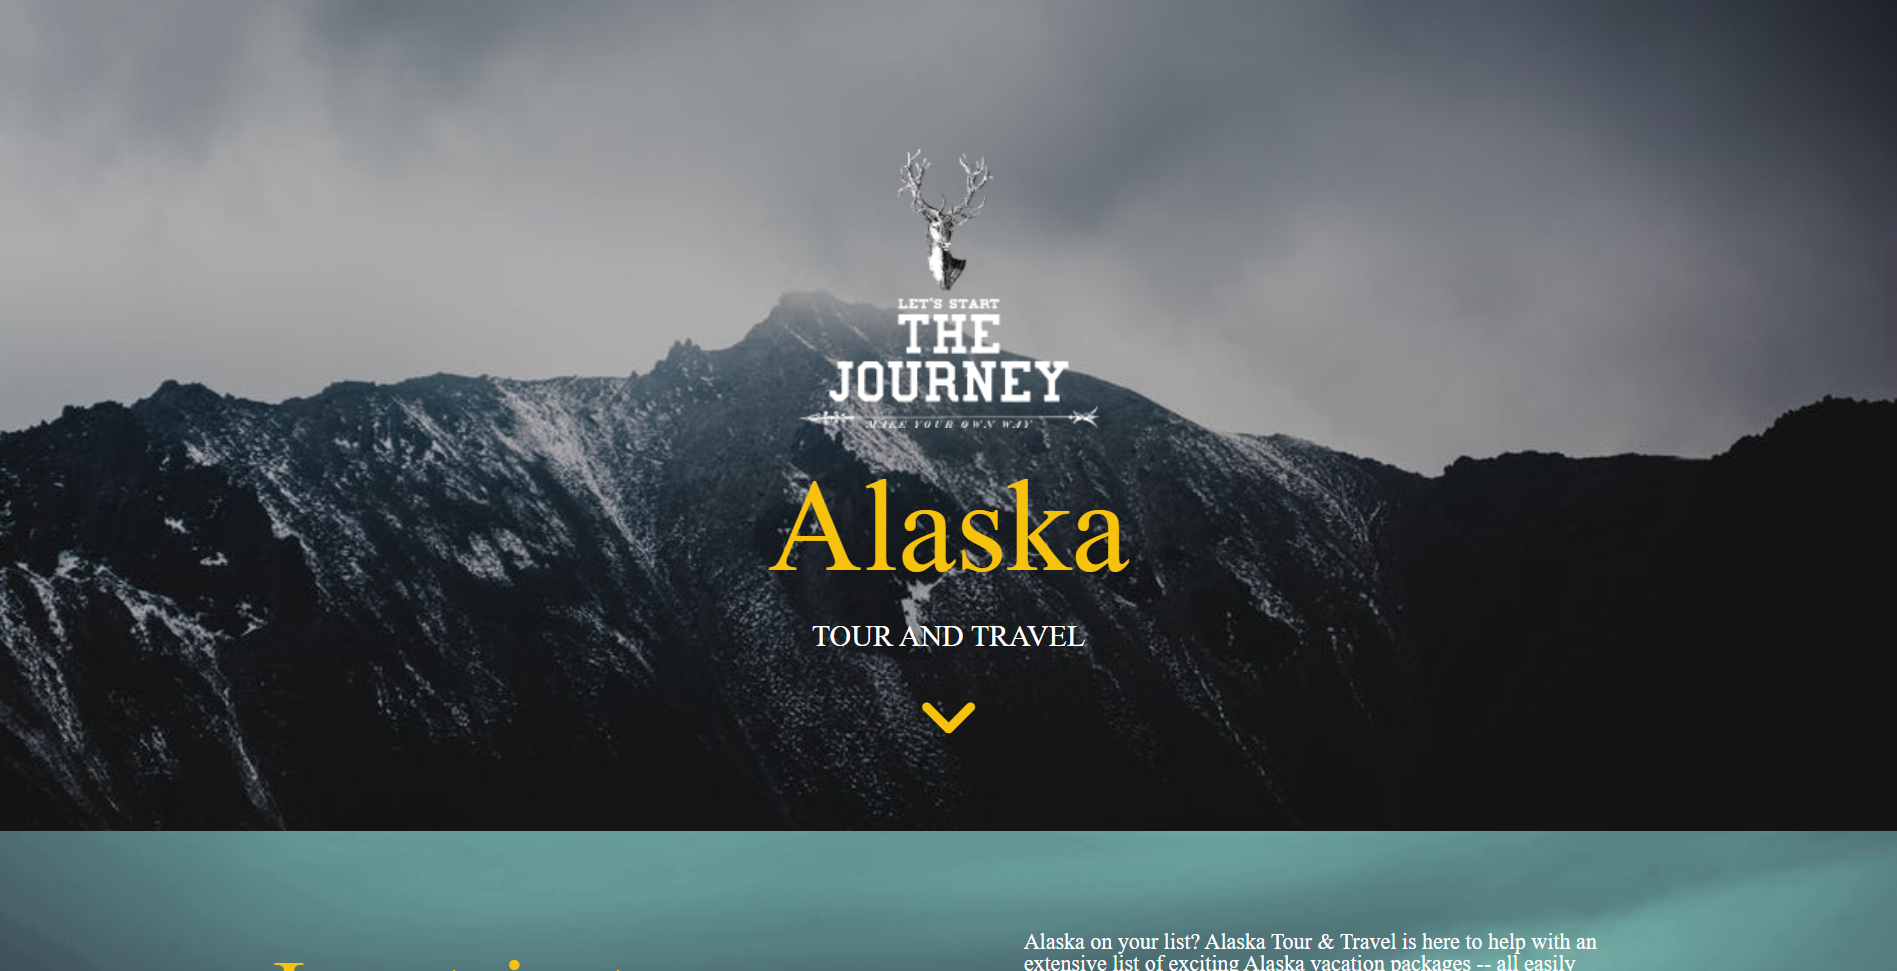 LET'S START
THE
JOURNEY
MAKE YOUR OWN WAY
Alaska
TOUR AND TRAVEL
Alaska on your list? Alaska Tour & Travel is here to help with an
extensive list of exciting Alaska vacation packages -- all easily